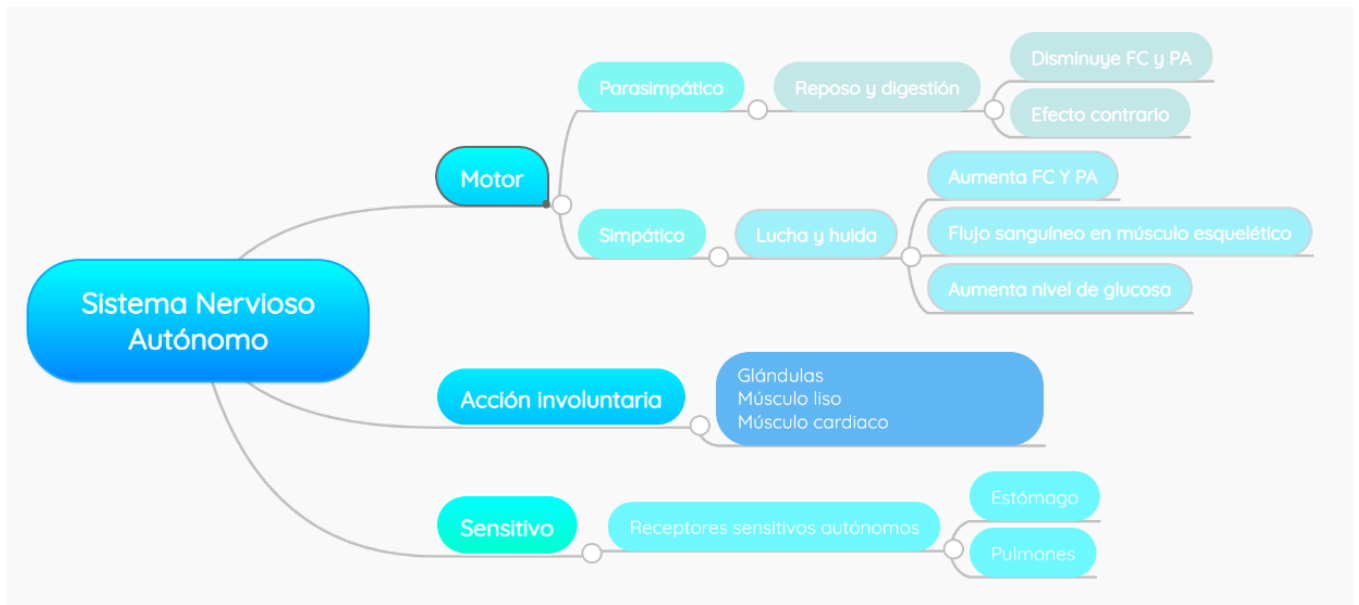 Sistema Nervioso
Autónomo
Motor
Parasimpático
Reposo y digestión
Disminuye FC y PA
Efecto contrario
Simpático
Lucha y huida
Aumenta FC Y PA
Flujo sanguíneo en músculo esquelético
Aumenta nivel de glucosa
Acción involuntaria
Glándulas
Músculo liso
Músculo cardiaco
Sensitivo
Receptores sensitivos autónomos
Estómago
Pulmones